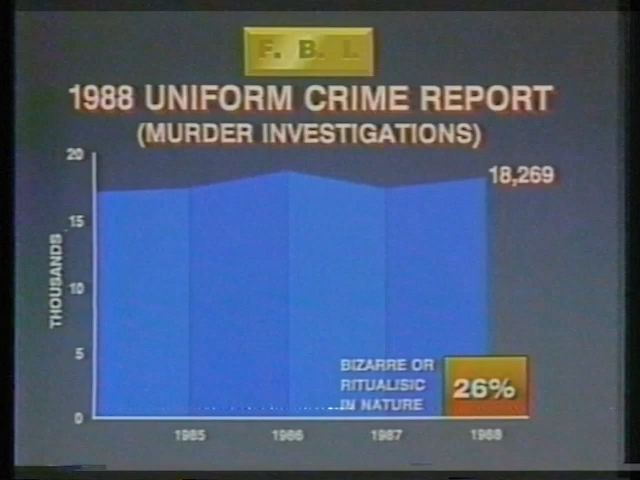 F. B. I.
1988 UNIFORM CRIME REPORT
(MURDER INVESTIGATIONS)
20
18,269
15
THOUSANDS
10
5
BIZARRE OR
RITUALISIC
IN NATURE
26%
0
1985 1986 1987 1988